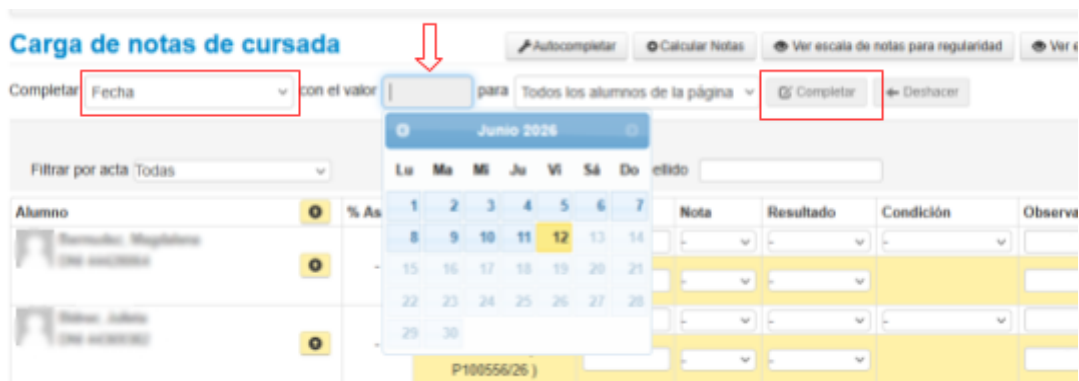 Carga de notas de cursada
Autocompletar Calcular Notas Ver escala de notas para regularidad Ver e
Completar Fecha con el valor para Todos los alumnos de la página Completar Deshacer
Junio 2026
Filtrar por acta Todas ellido
Lu Ma Mi Ju Vi Sá Do
Alumno % As Nota Resultado Condición Observa
1 2 3 4 5 6 7
8 9 10 11 12 13 14
15 16 17 18 19 20 21
22 23 24 25 26 27 28
29 30
P100556/26 )